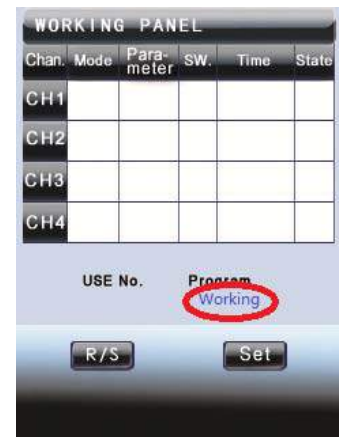 WORKING PANEL
Chan. Mode Para-meter SW. Time State
CH1
CH2
CH3
CH4
USE No. Program
Working
R/S Set